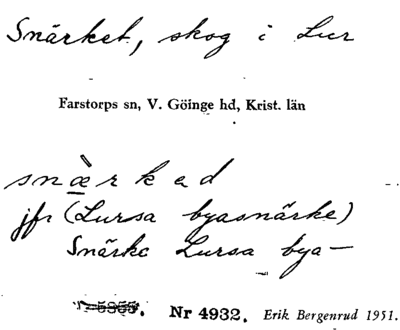 Snärket, skog i Lur
Farstorps sn, V. Göinge hd, Krist. län
snæ̀rkəd
jfr (Lursa byasnärke)
Snärke Lursa bya—
Nr 4932. Erik Bergenrud 1951.